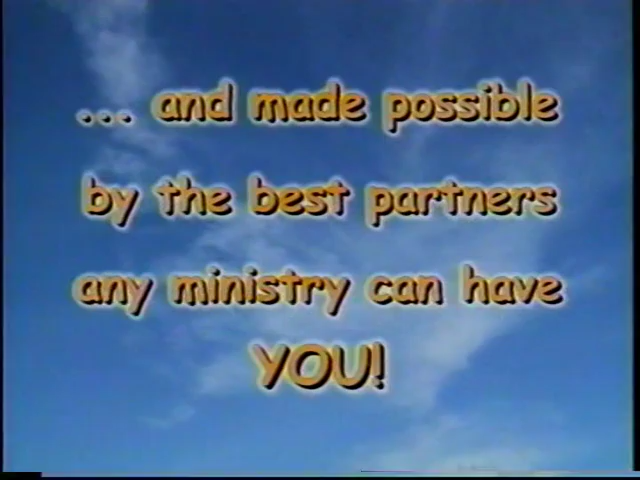 ... and made possible
by the best partners
any ministry can have
YOU!